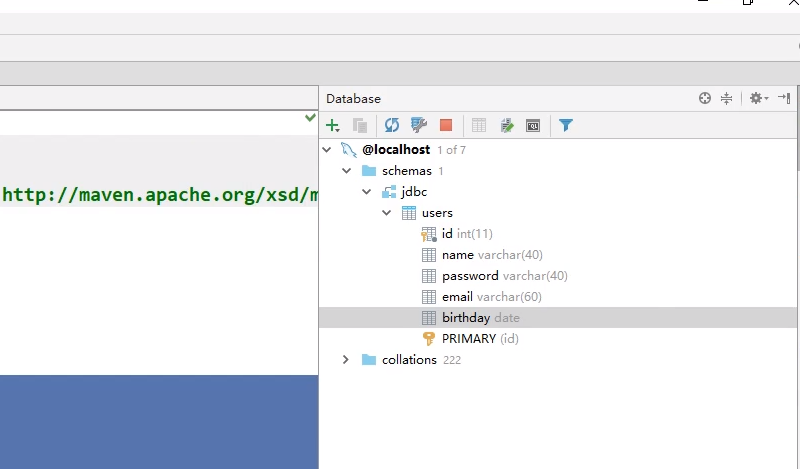 Database
@localhost 1 of 7
schemas 1
jdbc
http://maven.apache.org/xsd/m
users
id int(11)
name varchar(40)
password varchar(40)
email varchar(60)
birthday date
PRIMARY (id)
collations 222